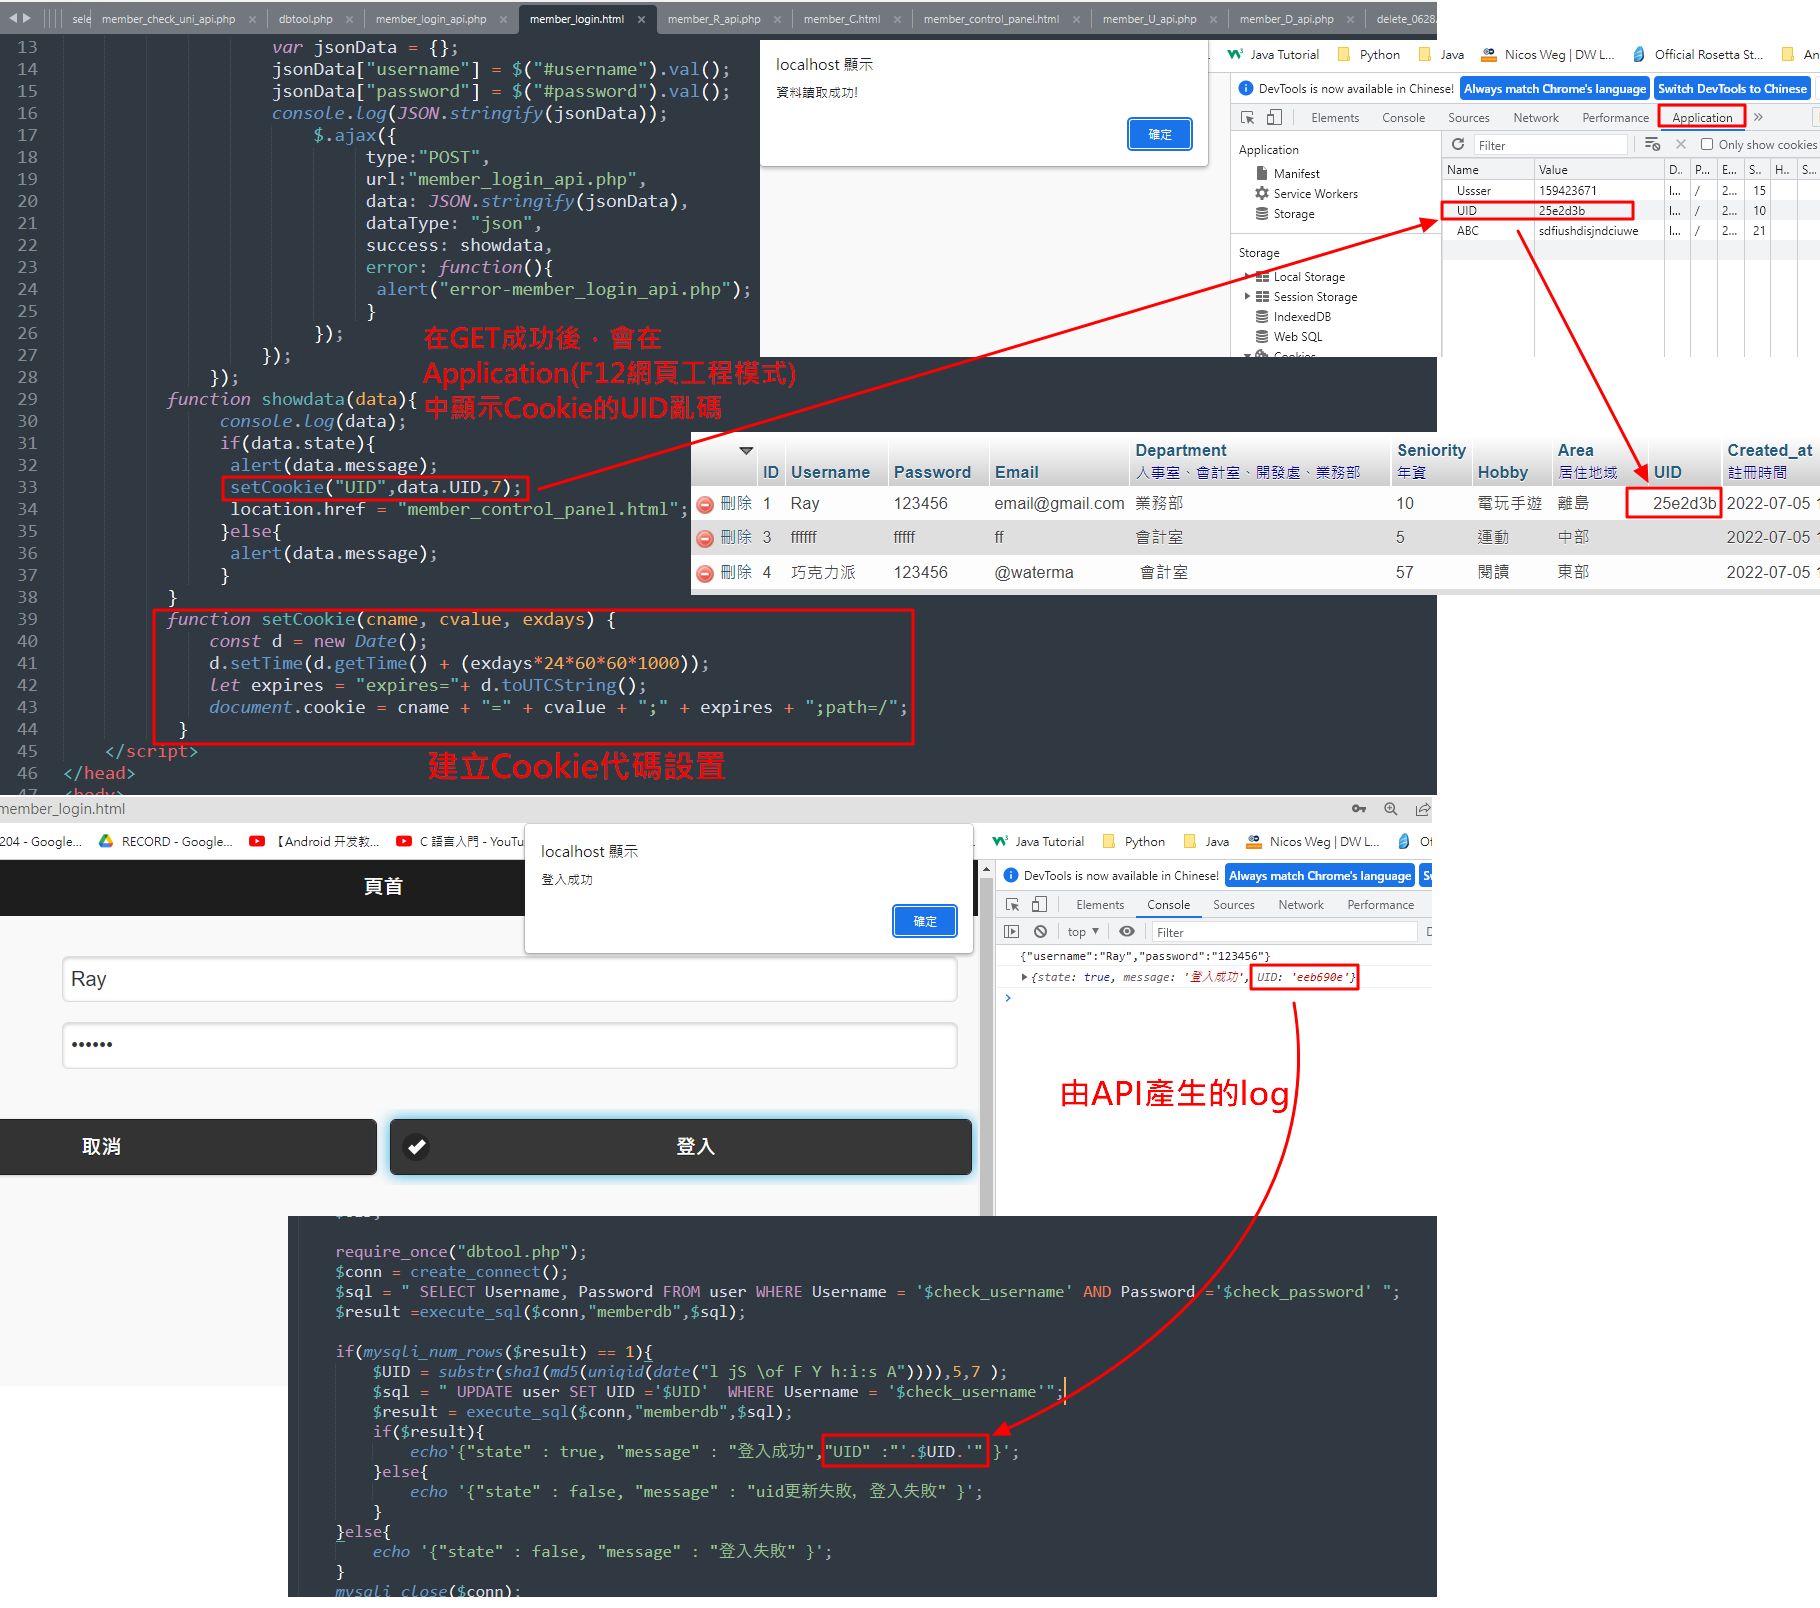 sele member_check_uni_api.php × dbtool.php × member_login_api.php × member_login.html × member_R_api.php × member_C.html × member_control_panel.html × member_U_api.php × member_D_api.php × delete_0628.
13 var jsonData = {};
14 jsonData["username"] = $("#username").val();
15 jsonData["password"] = $("#password").val();
16 console.log(JSON.stringify(jsonData));
17 $.ajax({
18 type:"POST",
19 url:"member_login_api.php",
20 data: JSON.stringify(jsonData),
21 dataType: "json",
22 success: showdata,
23 error: function(){
24 alert("error-member_login_api.php");
25 }
26 });
27 });
28 });
29 function showdata(data){
30 console.log(data);
31 if(data.state){
32 alert(data.message);
33 setCookie("UID",data.UID,7);
34 location.href = "member_control_panel.html";
35 }else{
36 alert(data.message);
37 }
38 }
39 function setCookie(cname, cvalue, exdays) {
40 const d = new Date();
41 d.setTime(d.getTime() + (exdays*24*60*60*1000));
42 let expires = "expires="+ d.toUTCString();
43 document.cookie = cname + "=" + cvalue + ";" + expires + ";path=/";
44 }
45 </script>
46 </head>
47 <body>
在GET成功後,會在
Application(F12網頁工程模式)
中顯示Cookie的UID亂碼
建立Cookie代碼設置
localhost 顯示
資料讀取成功!
確定
Java Tutorial Python Java Nicos Weg | DW L... Official Rosetta St... An
DevTools is now available in Chinese! Always match Chrome's language Switch DevTools to Chinese
Elements Console Sources Network Performance Application »
Application
Manifest
Service Workers
Storage
Storage
Local Storage
Session Storage
IndexedDB
Web SQL
Cookies
Filter Only show cookies
Name Value D.. P... E... S.. H.. S...
Ussser 159423671 l... / 2... 15
UID 25e2d3b l... / 2... 10
ABC sdfiushdisjndciuwe l... / 2... 21
Department Seniority Area Created_at
ID Username Password Email 人事室、會計室、開發處、業務部 年資 Hobby 居住地域 UID 註冊時間
刪除 1 Ray 123456 email@gmail.com 業務部 10 電玩手遊 離島 25e2d3b 2022-07-05 1
刪除 3 ffffff fffff ff 會計室 5 運動 中部 2022-07-05 1
刪除 4 巧克力派 123456 @waterma 會計室 57 閱讀 東部 2022-07-05 1
member_login.html
204 - Google... RECORD - Google... 【Android 开发教... C 語言入門 - YouTu Java Tutorial Python Java Nicos Weg | DW L... Of
頁首
localhost 顯示
登入成功
確定
Ray
••••••
取消 登入
DevTools is now available in Chinese! Always match Chrome's language Sw
Elements Console Sources Network Performance
top ▼ Filter D
{"username":"Ray","password":"123456"}
{state: true, message: '登入成功', UID: 'eeb690e'}
由API產生的log
require_once("dbtool.php");
$conn = create_connect();
$sql = " SELECT Username, Password FROM user WHERE Username = '$check_username' AND Password ='$check_password' ";
$result =execute_sql($conn,"memberdb",$sql);
if(mysqli_num_rows($result) == 1){
$UID = substr(sha1(md5(uniqid(date("l jS \of F Y h:i:s A")))),5,7 );
$sql = " UPDATE user SET UID ='$UID'  WHERE Username = '$check_username'";
$result = execute_sql($conn,"memberdb",$sql);
if($result){
echo'{"state" : true, "message" : "登入成功","UID" :"'.$UID.'" }';
}else{
echo '{"state" : false, "message" : "uid更新失敗, 登入失敗" }';
}
}else{
echo '{"state" : false, "message" : "登入失敗" }';
}
mysqli_close($conn);